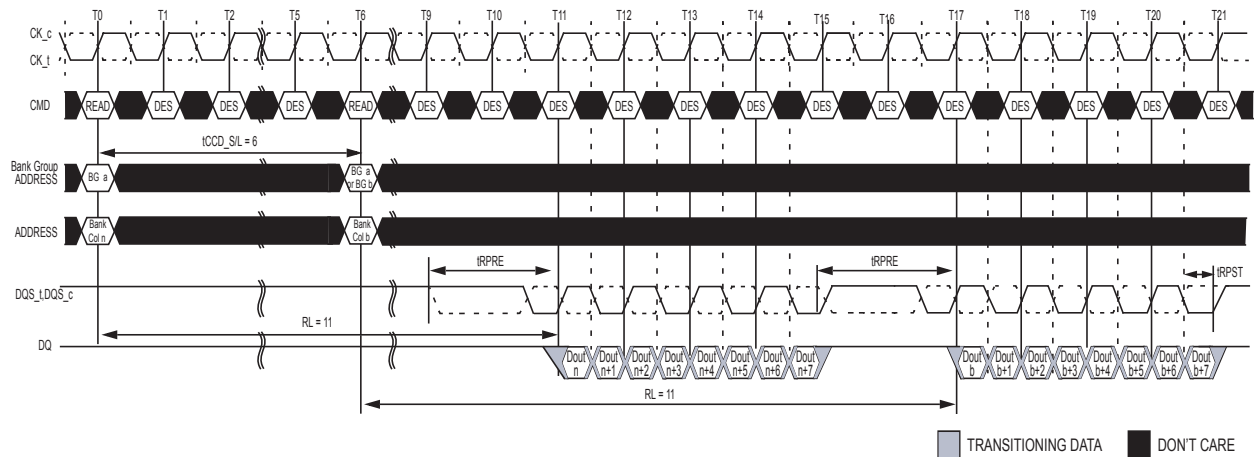 T0 T1 T2 T5 T6 T9 T10 T11 T12 T13 T14 T15 T16 T17 T18 T19 T20 T21
CK_c
CK_t
CMD READ DES DES DES READ DES DES DES DES DES DES DES DES DES DES DES DES DES
tCCD_S/L = 6
Bank Group
ADDRESS
BG a
BG a
or BG b
ADDRESS
Bank
Col n
Bank
Col b
tRPRE tRPRE tRPST
DQS_t,DQS_c
RL = 11
DQ
Dout Dout Dout Dout Dout Dout Dout Dout Dout Dout Dout Dout Dout Dout Dout Dout
n n+1 n+2 n+3 n+4 n+5 n+6 n+7 b b+1 b+2 b+3 b+4 b+5 b+6 b+7
RL = 11
TRANSITIONING DATA DON'T CARE